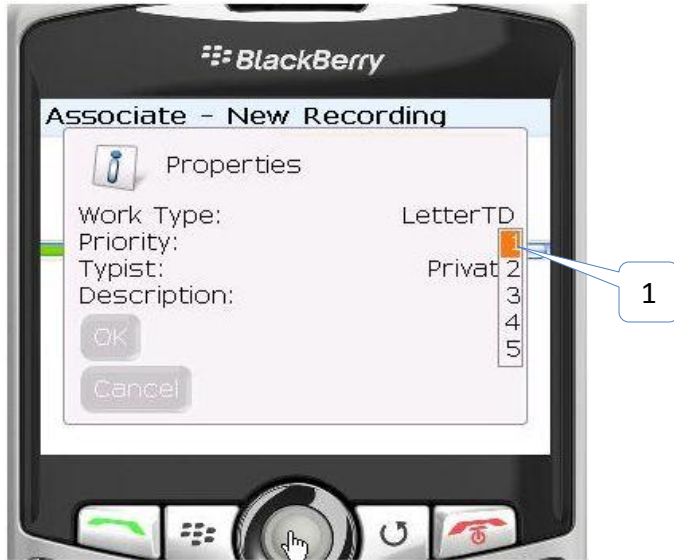 BlackBerry
Associate - New Recording
Properties
Work Type: LetterTD
Priority: 1
Typist: Privat 2
Description: 3
4
OK
5
Cancel
1